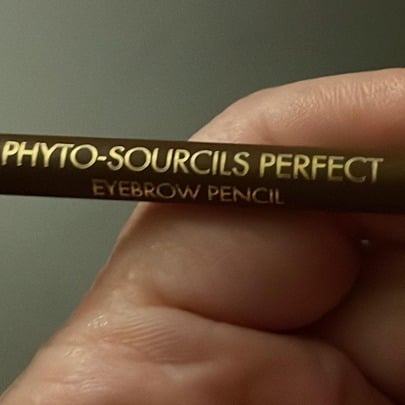 PHYTO-SOURCILS PERFECT
EYEBROW PENCIL